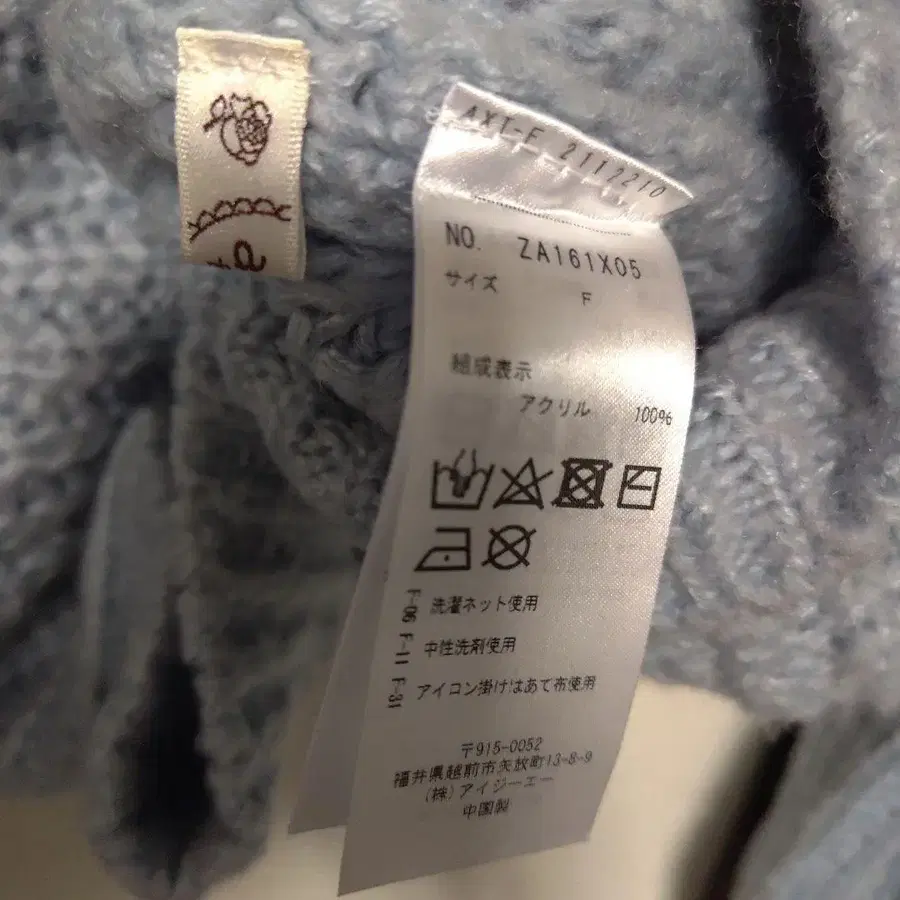 AXT-F 2112210
NO. ZA161X05
サイズ F
組成表示
アクリル 100%
F-06 洗濯ネット使用
F-11 中性洗剤使用
F-31 アイロン掛けはあて布使用
〒915-0052
福井県越前市矢放町13-8-9
(株)アイジーエー
中国製